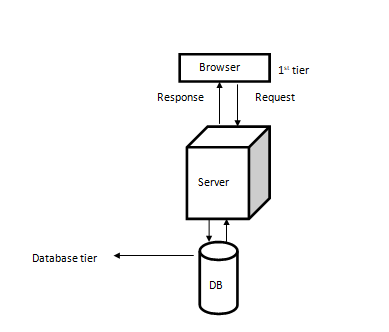 Browser
1st tier
Response
Request
Server
Database tier
DB